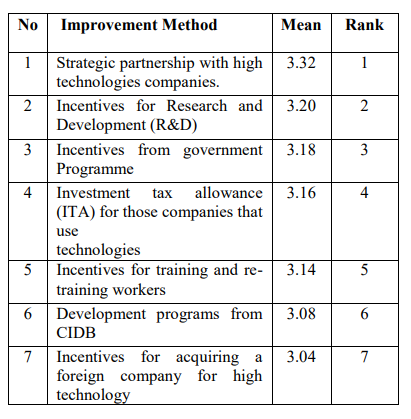 No Improvement Method Mean Rank
1 Strategic partnership with high 3.32 1
technologies companies.
2 Incentives for Research and 3.20 2
Development (R&D)
3 Incentives from government 3.18 3
Programme
4 Investment tax allowance 3.16 4
(ITA) for those companies that
use
technologies
5 Incentives for training and re- 3.14 5
training workers
6 Development programs from 3.08 6
CIDB
7 Incentives for acquiring a 3.04 7
foreign company for high
technology